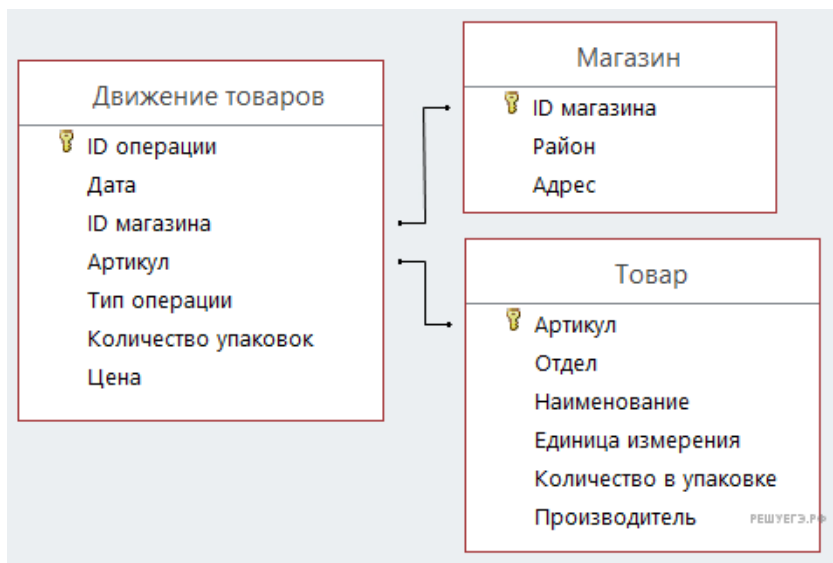 Движение товаров
ID операции
Дата
ID магазина
Артикул
Тип операции
Количество упаковок
Цена
Магазин
ID магазина
Район
Адрес
Товар
Артикул
Отдел
Наименование
Единица измерения
Количество в упаковке
Производитель
РЕШУЕГЭ.РФ